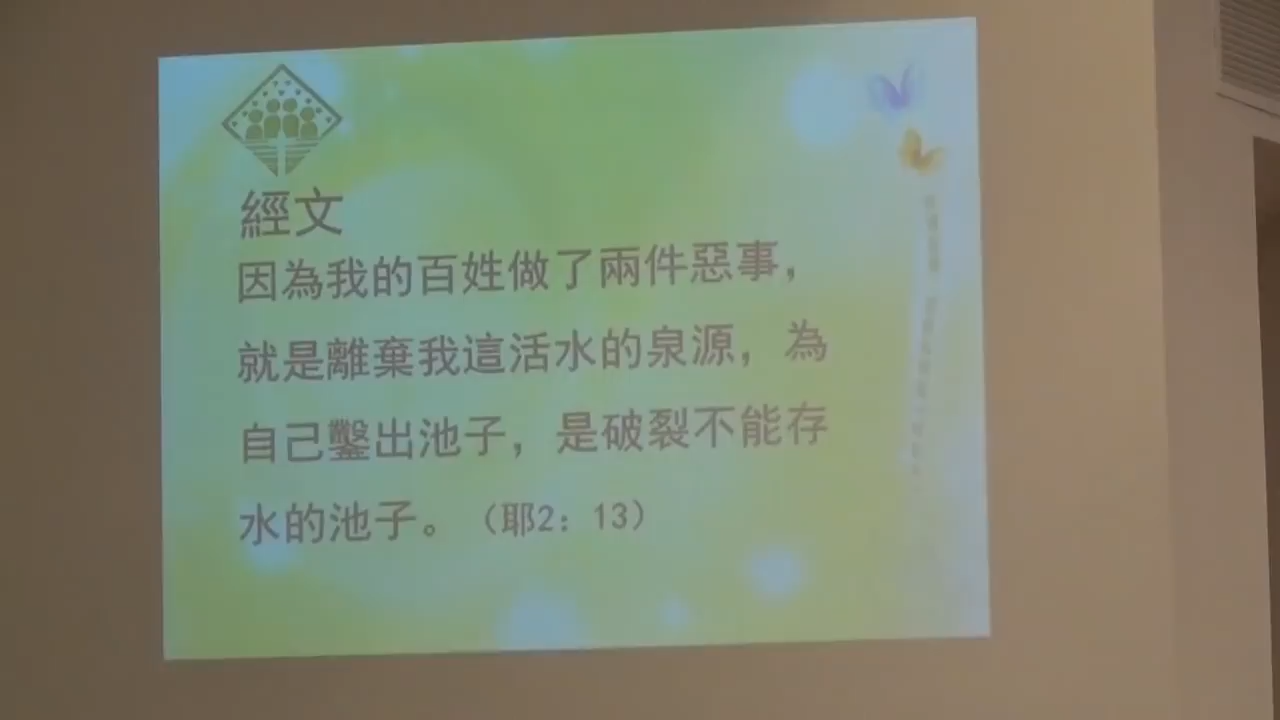 經文
因為我的百姓做了兩件惡事，
就是離棄我這活水的泉源，為
自己鑿出池子，是破裂不能存
水的池子。（耶2：13）